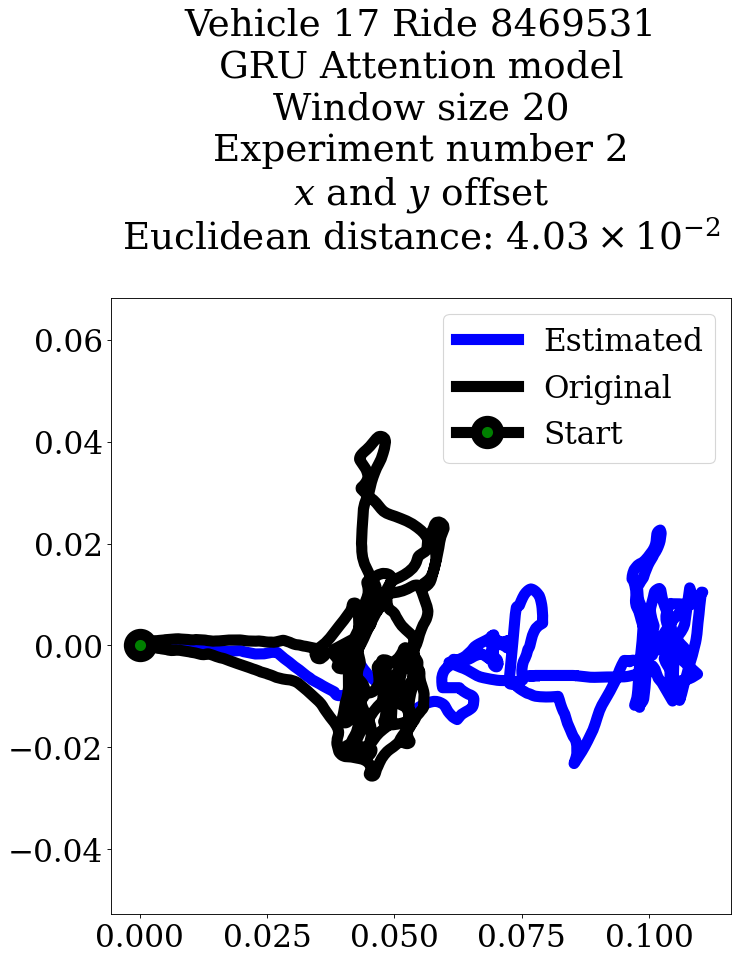 Vehicle 17 Ride 8469531
GRU Attention model
Window size 20
Experiment number 2
x and y offset
Euclidean distance: 4.03 × 10⁻²
Estimated
Original
Start
0.06
0.04
0.02
0.00
−0.02
−0.04
0.000 0.025 0.050 0.075 0.100